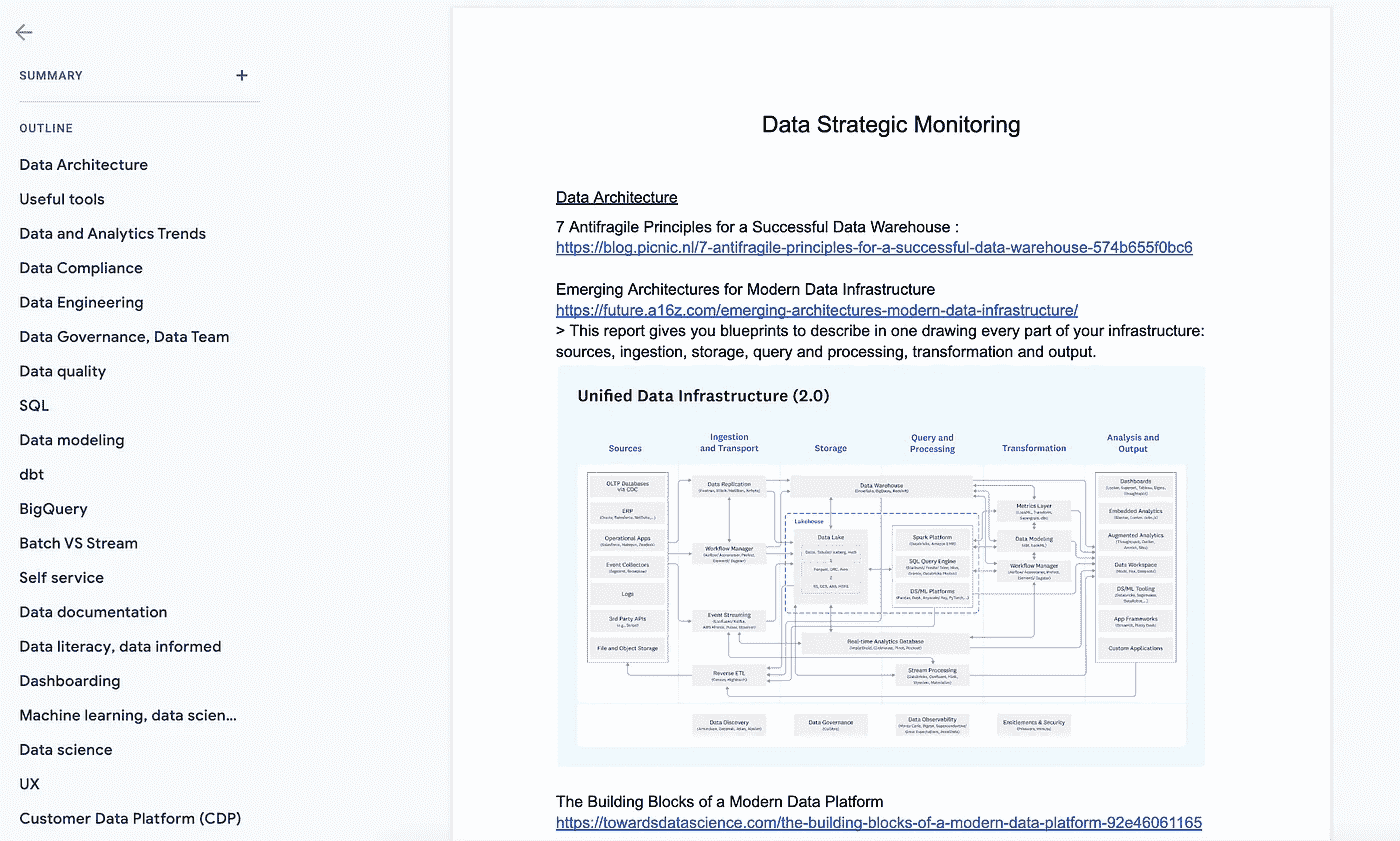 SUMMARY
+
OUTLINE
Data Architecture
Useful tools
Data and Analytics Trends
Data Compliance
Data Engineering
Data Governance, Data Team
Data quality
SQL
Data modeling
dbt
BigQuery
Batch VS Stream
Self service
Data documentation
Data literacy, data informed
Dashboarding
Machine learning, data scien...
Data science
UX
Customer Data Platform (CDP)
Data Strategic Monitoring
Data Architecture
7 Antifragile Principles for a Successful Data Warehouse :
https://blog.picnic.nl/7-antifragile-principles-for-a-successful-data-warehouse-574b655f0bc6
Emerging Architectures for Modern Data Infrastructure
https://future.a16z.com/emerging-architectures-modern-data-infrastructure/
> This report gives you blueprints to describe in one drawing every part of your infrastructure:
sources, ingestion, storage, query and processing, transformation and output.
Unified Data Infrastructure (2.0)
Sources
Ingestion
and Transport
Storage
Query and
Processing
Transformation
Analysis and
Output
OLTP Databases
via CDC
ERP
Operational Apps
Event Collectors
Logs
3rd Party APIs
File and Object Storage
Data Replication
Workflow Manager
Event Streaming
Reverse ETL
Data Warehouse
Lakehouse
Data Lake
Spark Platform
SQL Query Engine
DS/ML Platforms
Real-time Analytics Database
Stream Processing
Metrics Layer
Data Modeling
Workflow Manager
Dashboards
Embedded Analytics
Augmented Analytics
Data Workspace
DS/ML Tooling
App Frameworks
Custom Applications
Data Discovery
Data Governance
Data Observability
Entitlements & Security
The Building Blocks of a Modern Data Platform
https://towardsdatascience.com/the-building-blocks-of-a-modern-data-platform-92e46061165